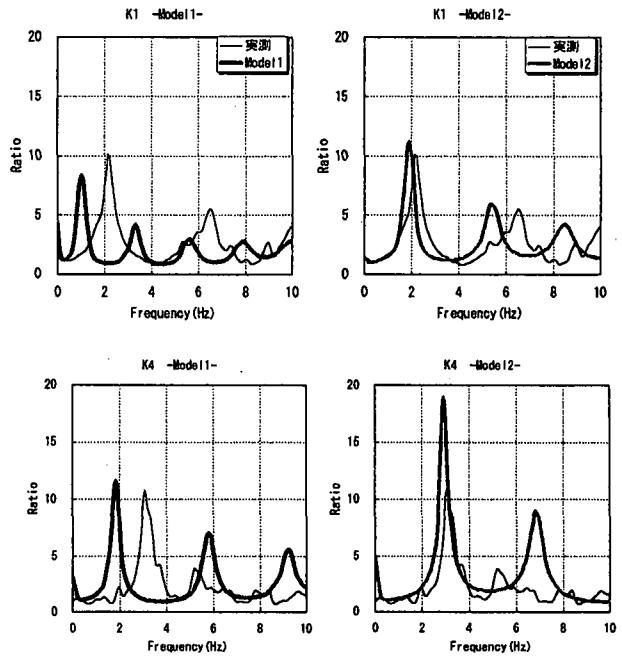 K1 -Model1-
20
15
10
5
0
Ratio
実測
Model1
0 2 4 6 8 10
Frequency(Hz)
K1 -Model2-
20
15
10
5
0
Ratio
実測
Model2
0 2 4 6 8 10
Frequency(Hz)
K4 -Model1-
20
15
10
5
0
Ratio
0 2 4 6 8 10
Frequency(Hz)
K4 -Model2-
20
15
10
5
0
Ratio
0 2 4 6 8 10
Frequency(Hz)